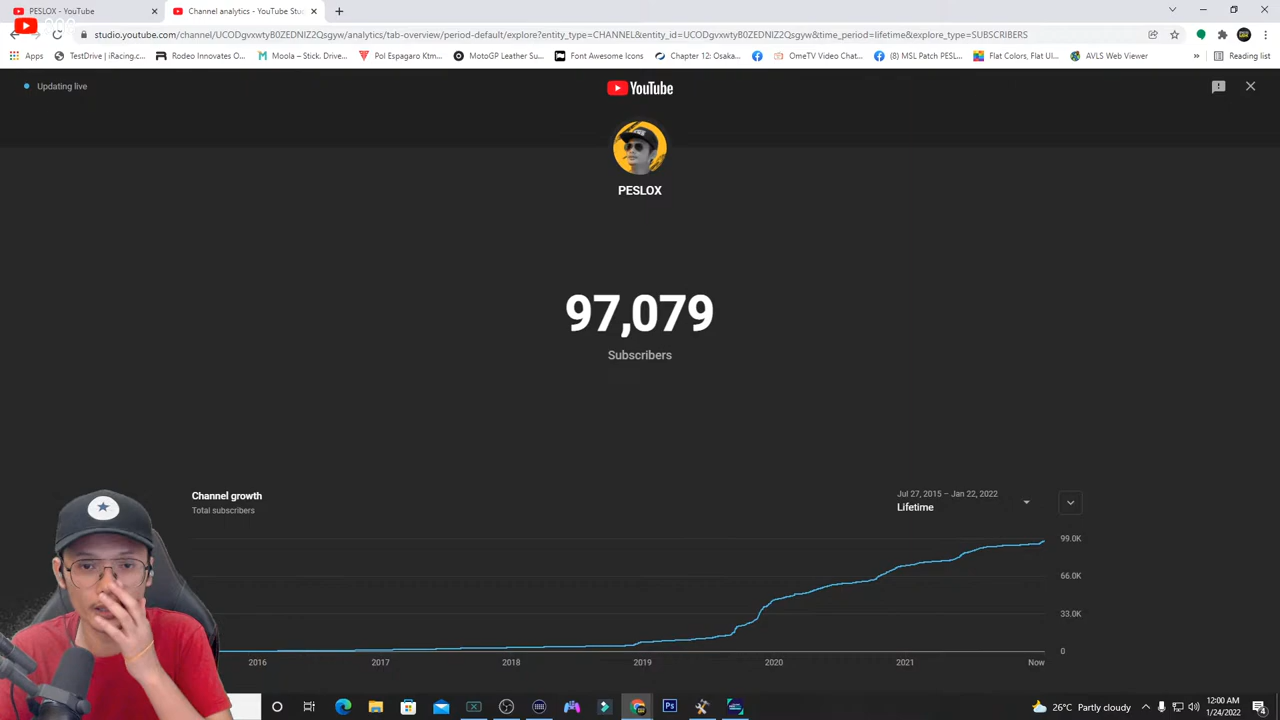 PESLOX - YouTube
Channel analytics - YouTube Stu
studio.youtube.com/channel/UCODgvxwtyB0ZEDNIZ2Qsgyw/analytics/tab-overview/period-default/explore?entity_type=CHANNEL&entity_id=UCODgvxwtyB0ZEDNIZ2Qsgyw&time_period=lifetime&explore_type=SUBSCRIBERS
Apps TestDrive | iRacing.c... Rodeo Innovates O... Moola – Stick. Drive... Pol Espagaro Ktm... MotoGP Leather Su... Font Awesome Icons Chapter 12: Osaka... OmeTV Video Chat... (8) MSL Patch PESL... Flat Colors, Flat UI... AVLS Web Viewer » Reading list
Updating live
YouTube
PESLOX
97,079
Subscribers
Channel growth
Total subscribers
Jul 27, 2015 – Jan 22, 2022
Lifetime
99.0K
66.0K
33.0K
0
2016 2017 2018 2019 2020 2021 Now
26°C Partly cloudy
12:00 AM
1/24/2022